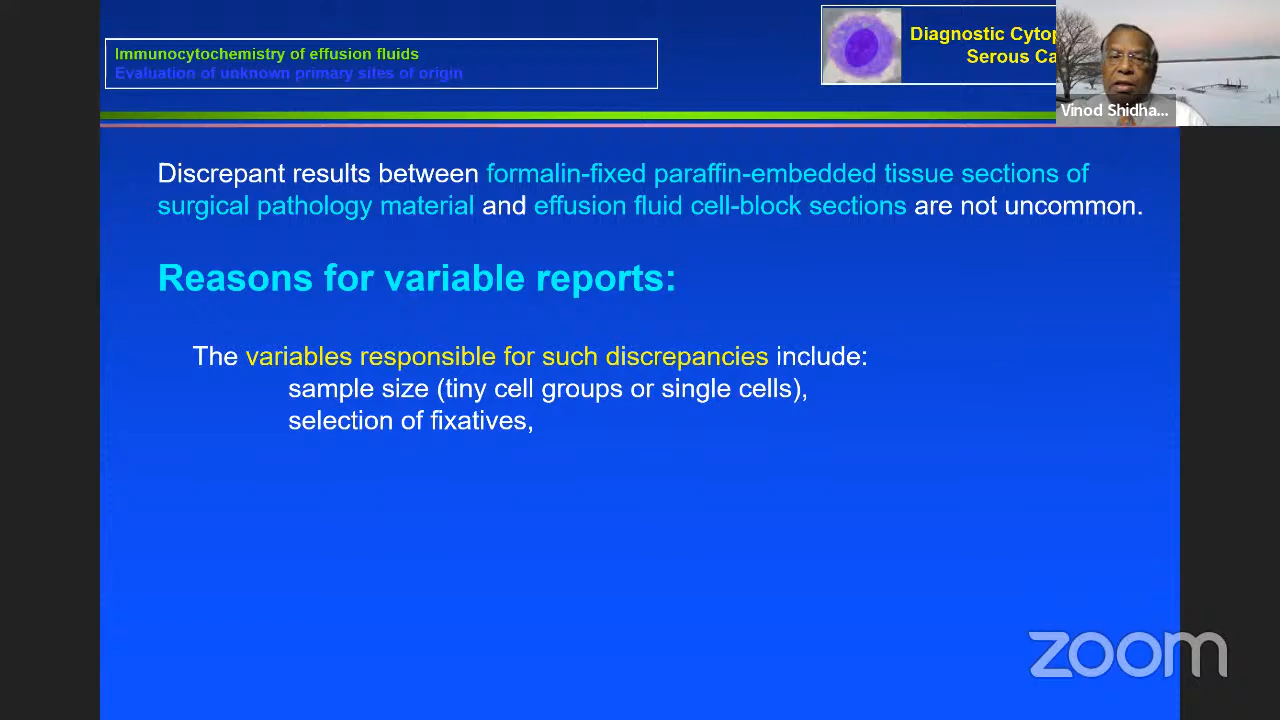 Immunocytochemistry of effusion fluids
Evaluation of unknown primary sites of origin
Diagnostic
Serous
Vinod Shidha...
Discrepant results between formalin-fixed paraffin-embedded tissue sections of
surgical pathology material and effusion fluid cell-block sections are not uncommon.
Reasons for variable reports:
The variables responsible for such discrepancies include:
sample size (tiny cell groups or single cells),
selection of fixatives,
zoom